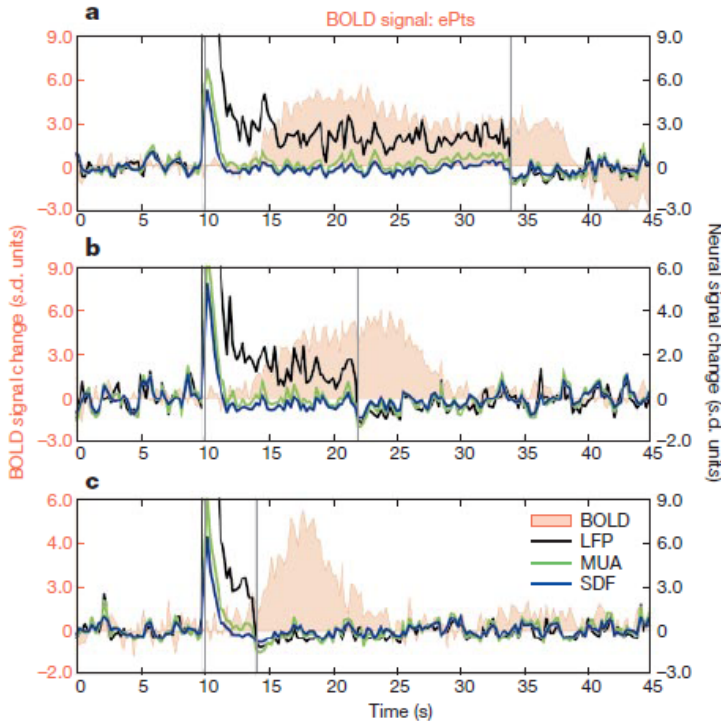 a
BOLD signal: ePts
9.0 9.0
6.0 6.0
3.0 3.0
0 0
−3.0 −3.0
0 5 10 15 20 25 30 35 40 45
b
9.0 6.0
6.0 4.0
3.0 2.0
0 0
−3.0 −2.0
0 5 10 15 20 25 30 35 40 45
BOLD signal change (s.d. units)
Neural signal change (s.d. units)
c
6.0 9.0
4.0 6.0
3.0 3.0
0 0
−2.0 −3.0
BOLD
LFP
MUA
SDF
0 5 10 15 20 25 30 35 40 45
Time (s)